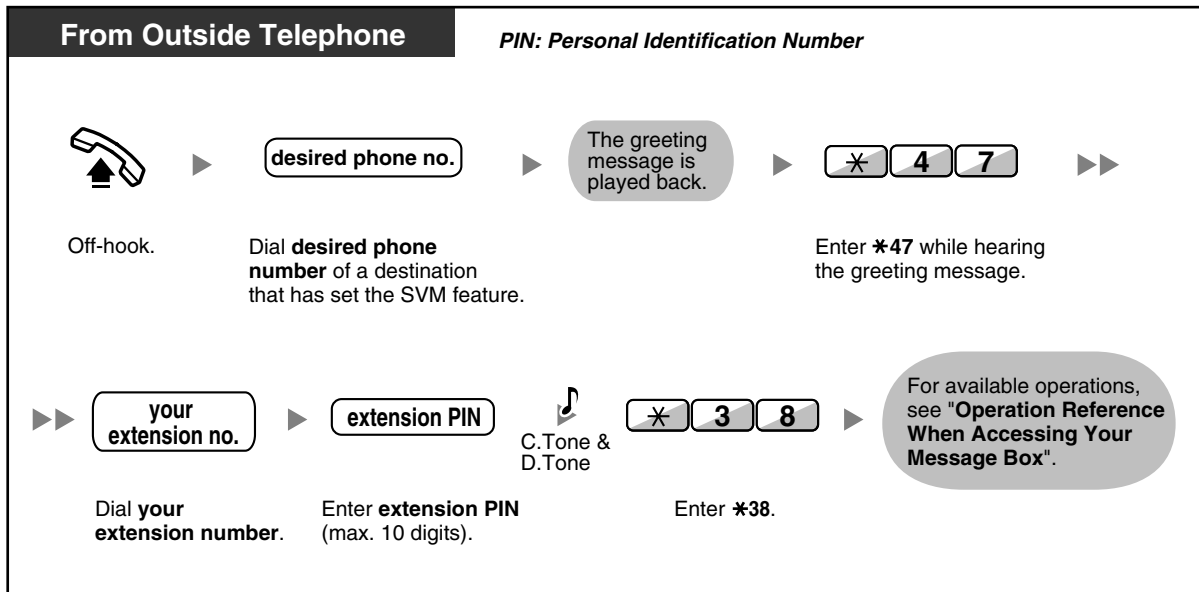 From Outside Telephone
PIN: Personal Identification Number
desired phone no.
The greeting
message is
played back.
* 4 7
Off-hook.
Dial desired phone
number of a destination
that has set the SVM feature.
Enter *47 while hearing
the greeting message.
your
extension no.
extension PIN
C.Tone &
D.Tone
* 3 8
For available operations,
see "Operation Reference
When Accessing Your
Message Box".
Dial your
extension number.
Enter extension PIN
(max. 10 digits).
Enter *38.